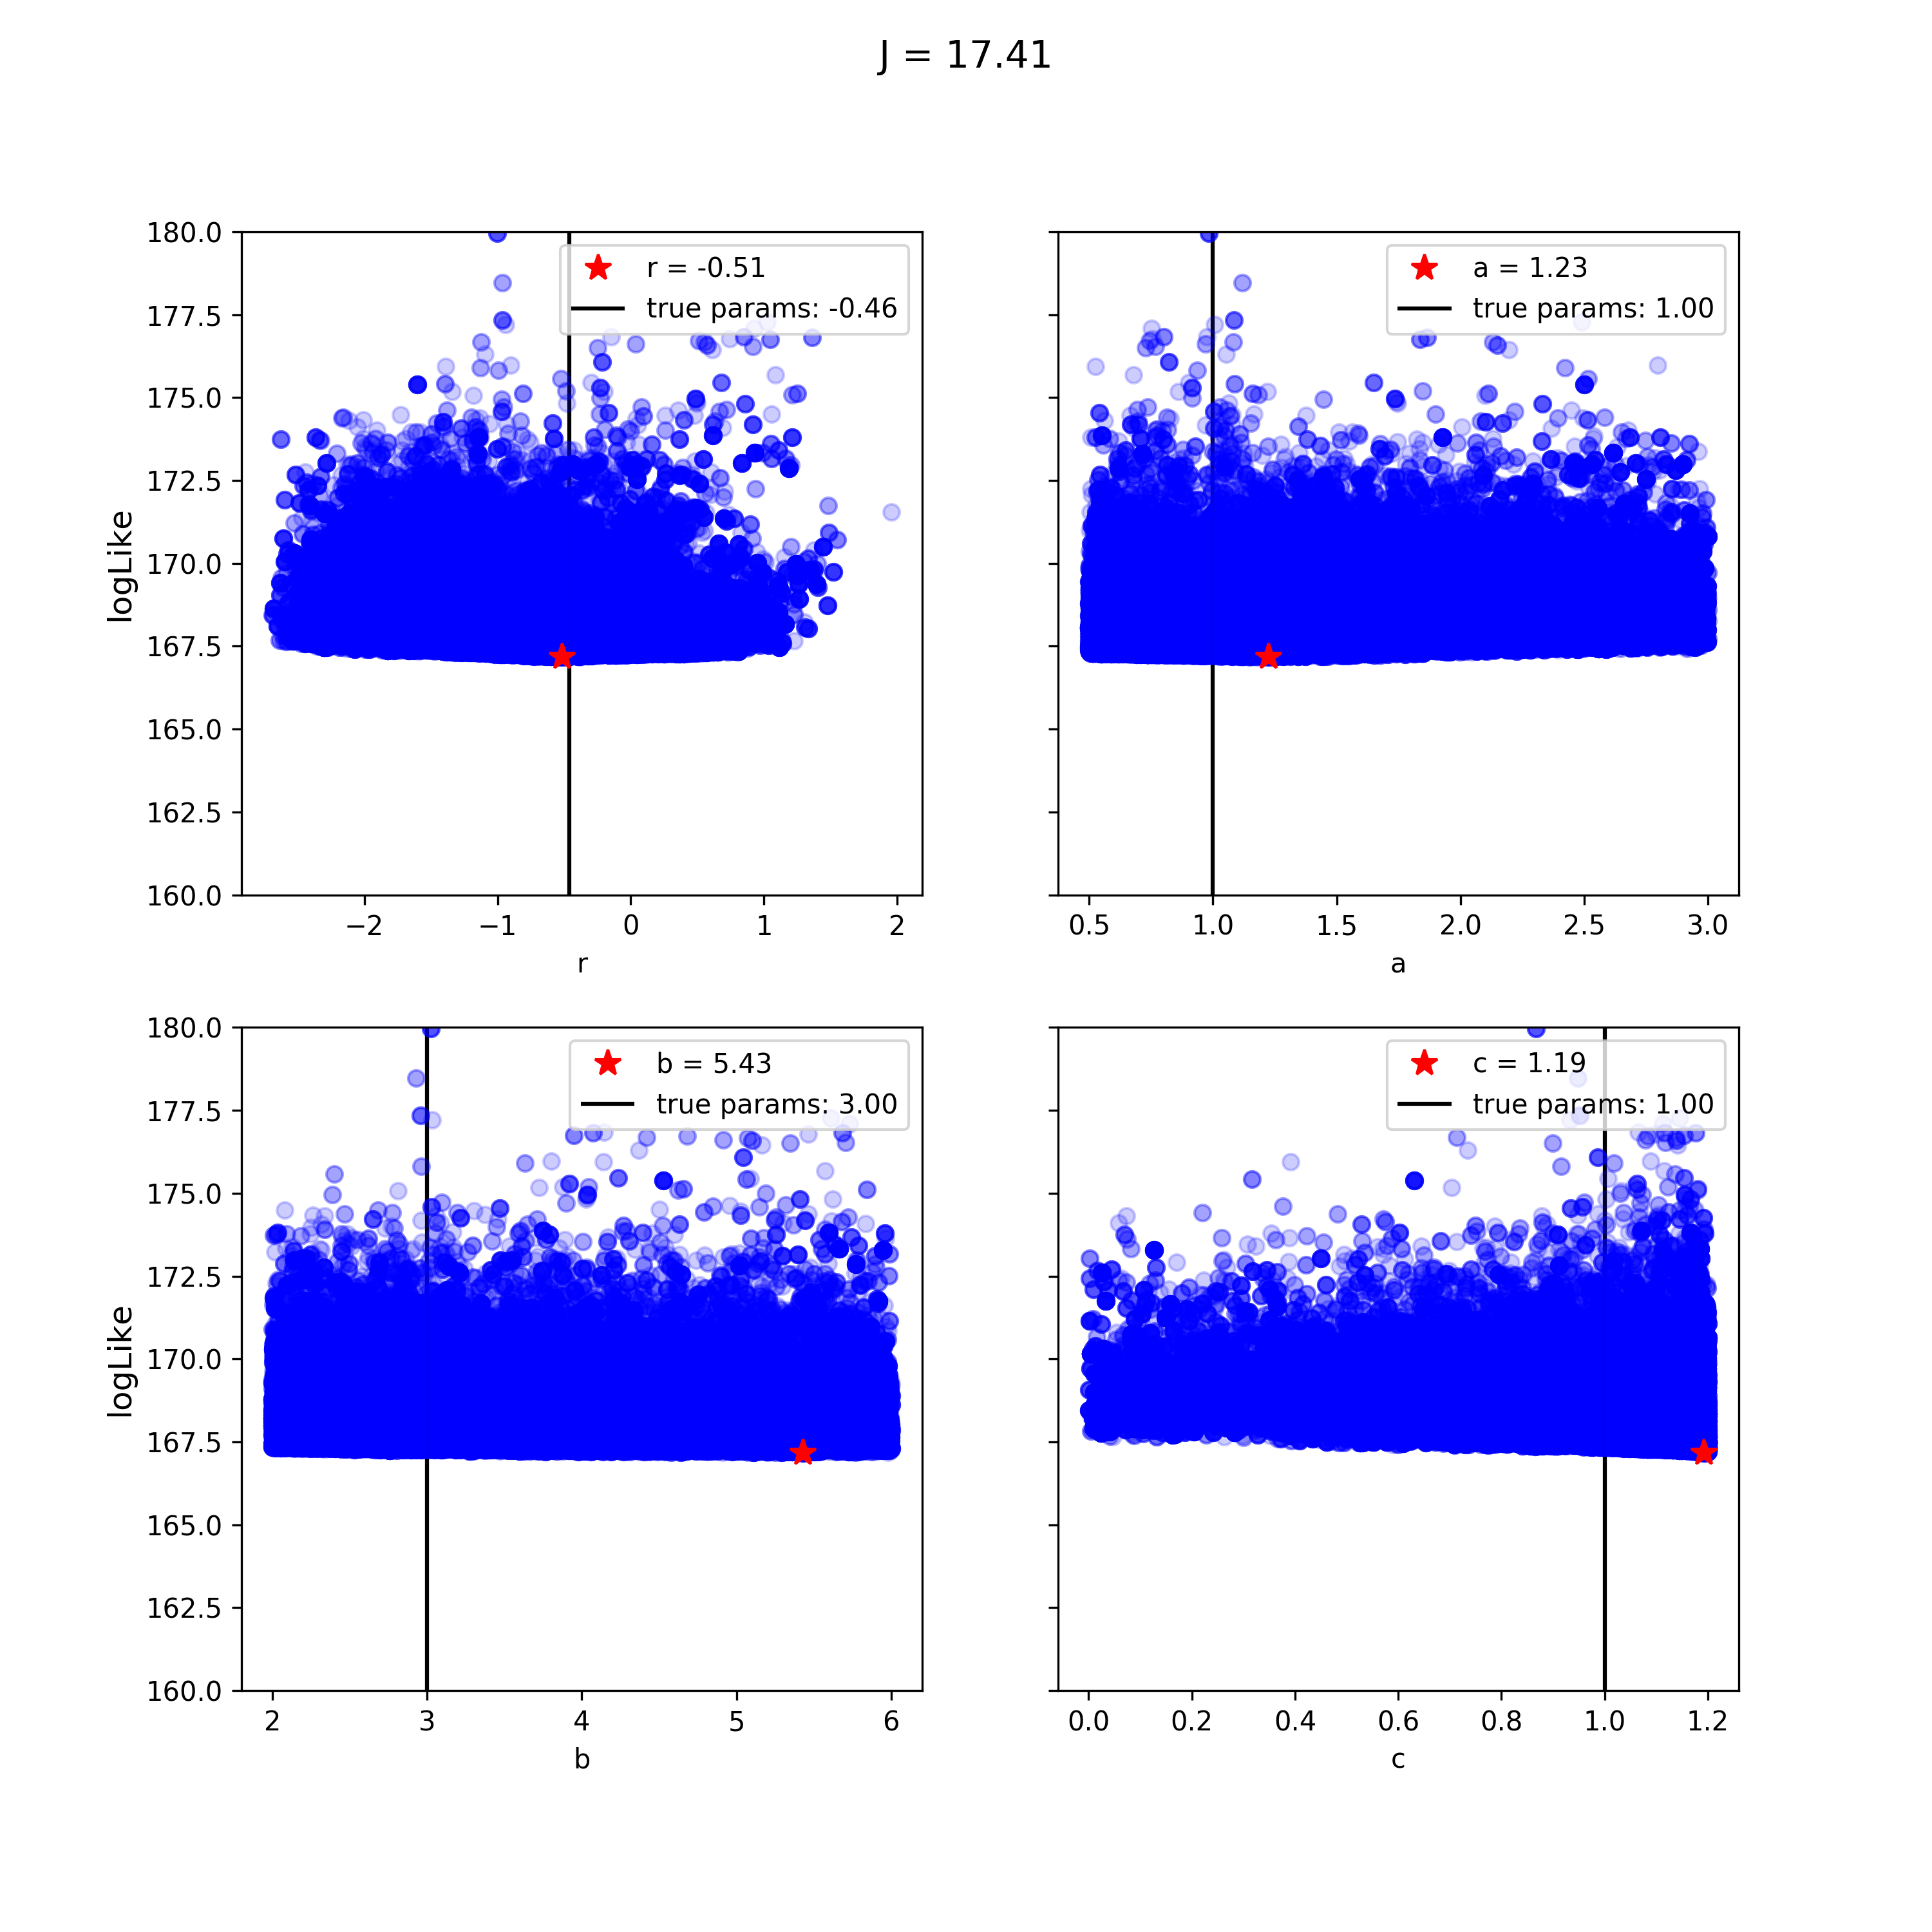 J = 17.41
180.0
177.5
175.0
172.5
170.0
167.5
165.0
162.5
160.0
logLike
r = -0.51
true params: -0.46
−2 −1 0 1 2
r
a = 1.23
true params: 1.00
0.5 1.0 1.5 2.0 2.5 3.0
a
180.0
177.5
175.0
172.5
170.0
167.5
165.0
162.5
160.0
logLike
b = 5.43
true params: 3.00
2 3 4 5 6
b
c = 1.19
true params: 1.00
0.0 0.2 0.4 0.6 0.8 1.0 1.2
c